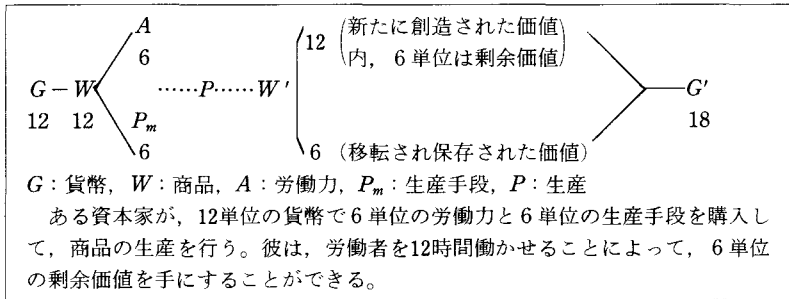 A
6
12 (新たに創造された価値
内，6単位は剰余価値)
G－W ……P……W' G'
12 12 18
Pm
6
6 (移転され保存された価値)
G：貨幣，W：商品，A：労働力，Pm：生産手段，P：生産
ある資本家が，12単位の貨幣で6単位の労働力と6単位の生産手段を購入し
て，商品の生産を行う。彼は，労働者を12時間働かせることによって，6単位
の剰余価値を手にすることができる。